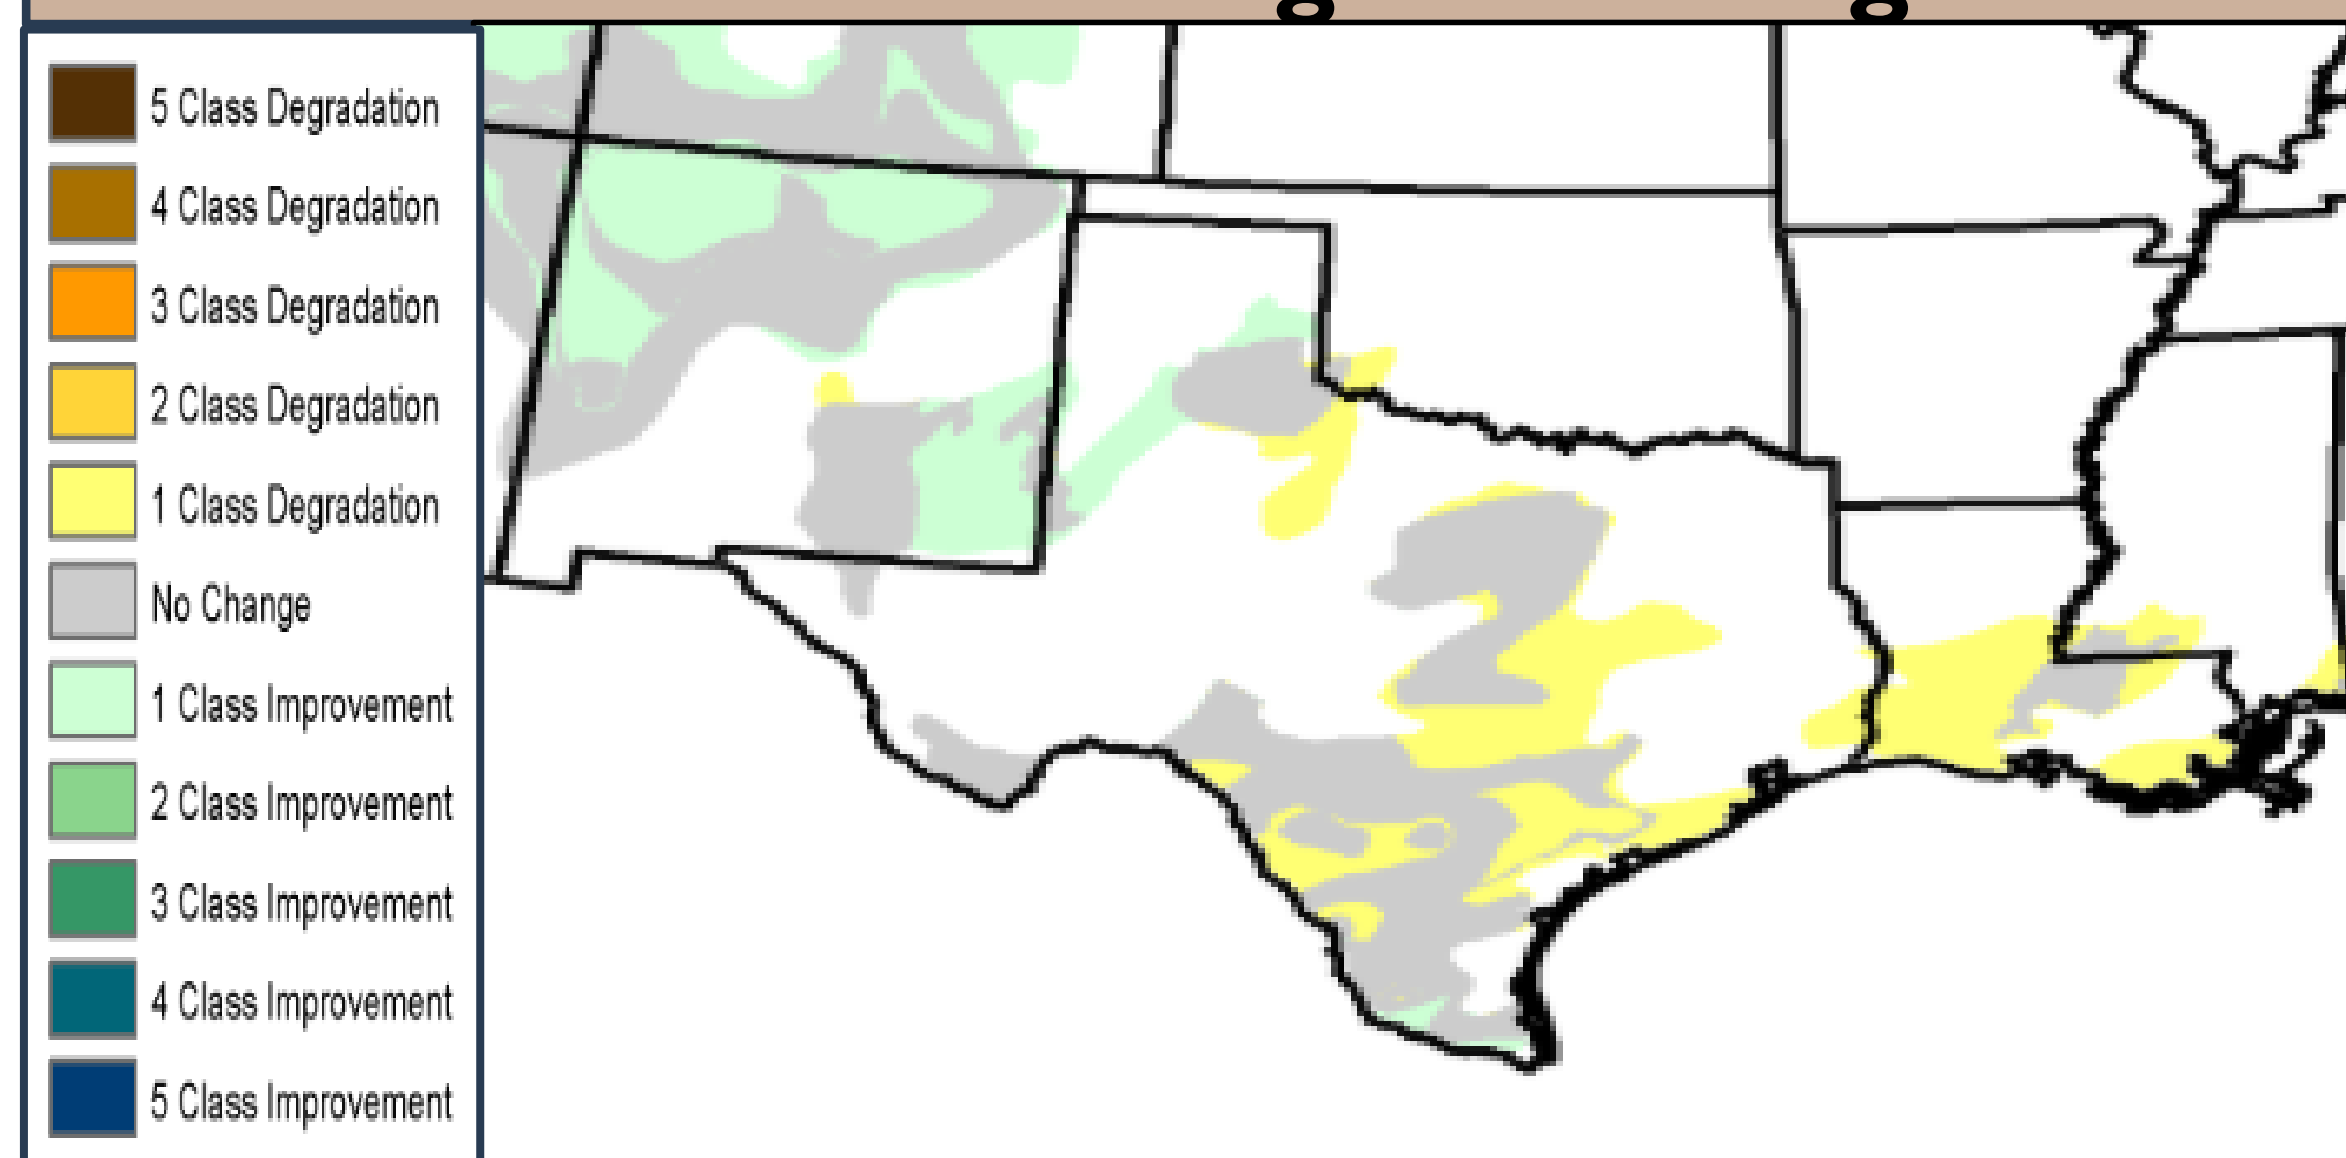 5 Class Degradation
4 Class Degradation
3 Class Degradation
2 Class Degradation
1 Class Degradation
No Change
1 Class Improvement
2 Class Improvement
3 Class Improvement
4 Class Improvement
5 Class Improvement